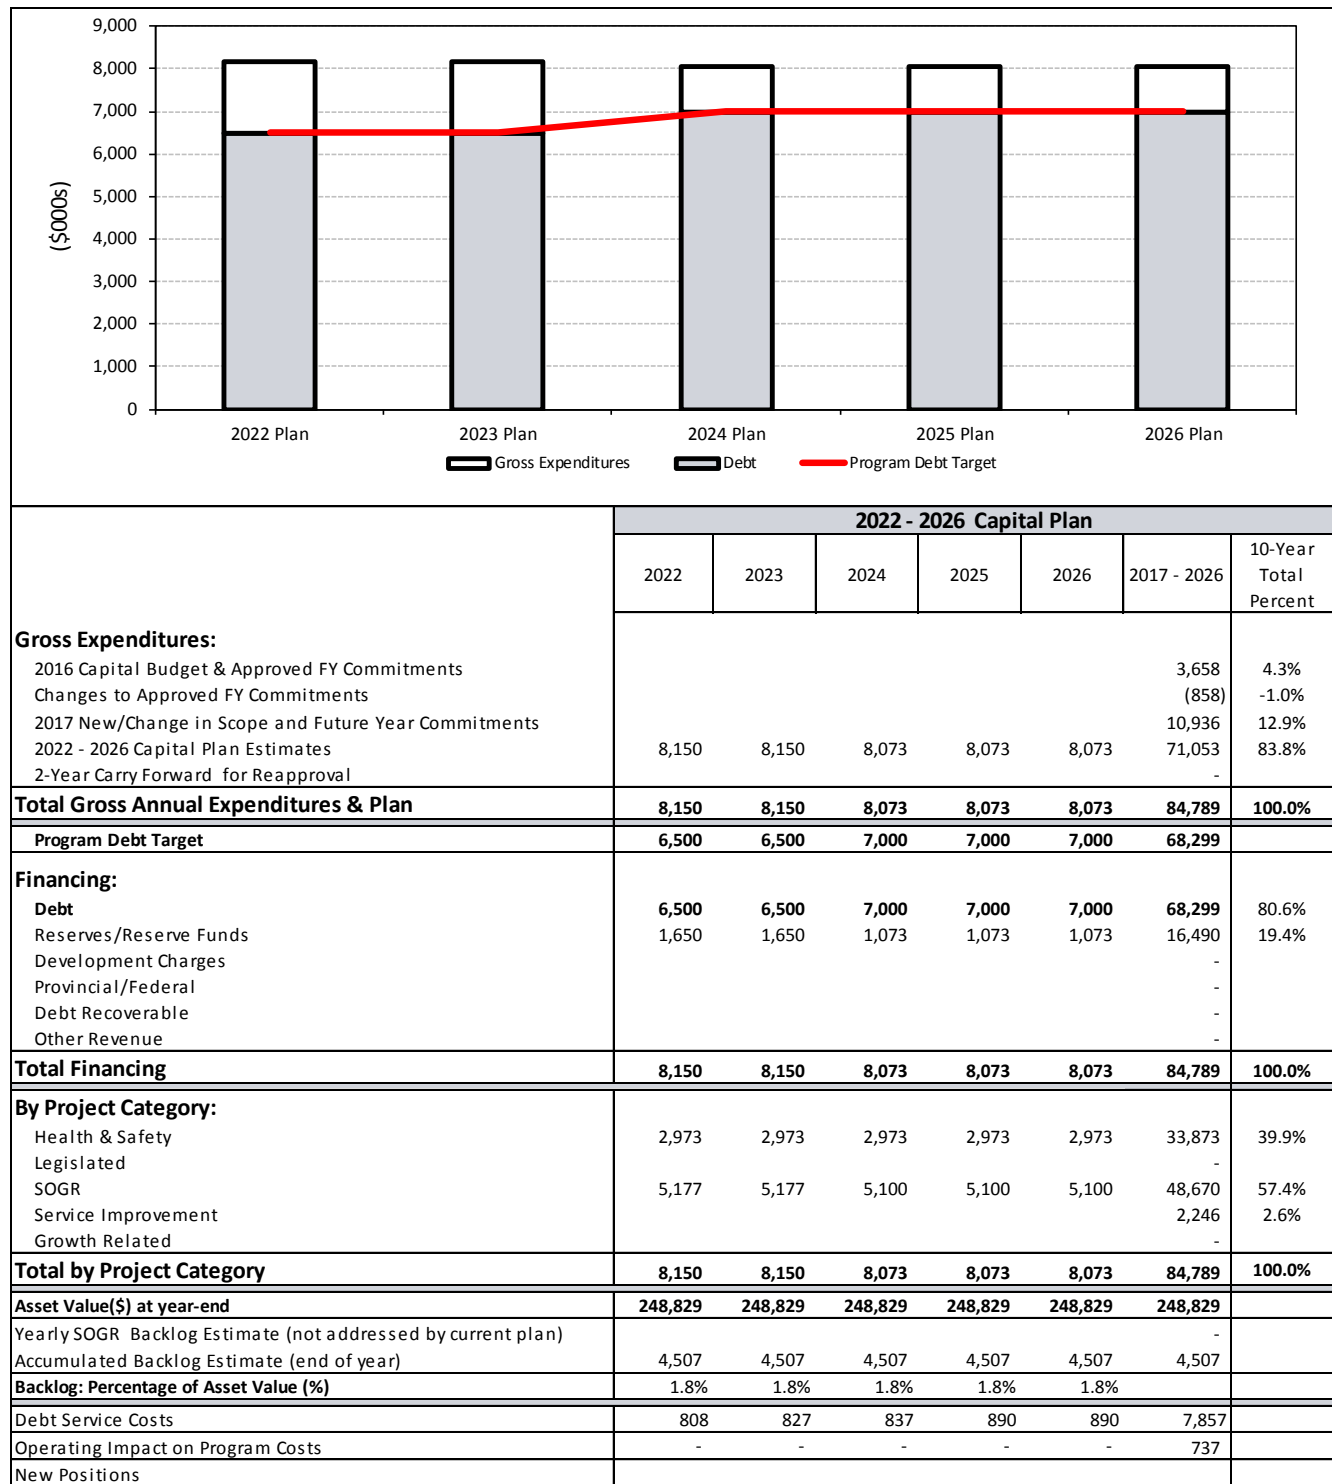 9,000
8,000
7,000
6,000
5,000
4,000
3,000
2,000
1,000
0
($000s)
2022 Plan 2023 Plan 2024 Plan 2025 Plan 2026 Plan
Gross Expenditures Debt Program Debt Target
2022 - 2026 Capital Plan
2022 2023 2024 2025 2026 2017 - 2026 10-Year Total Percent
Gross Expenditures:
2016 Capital Budget & Approved FY Commitments 3,658 4.3%
Changes to Approved FY Commitments (858) -1.0%
2017 New/Change in Scope and Future Year Commitments 10,936 12.9%
2022 - 2026 Capital Plan Estimates 8,150 8,150 8,073 8,073 8,073 71,053 83.8%
2-Year Carry Forward for Reapproval -
Total Gross Annual Expenditures & Plan 8,150 8,150 8,073 8,073 8,073 84,789 100.0%
Program Debt Target 6,500 6,500 7,000 7,000 7,000 68,299
Financing:
Debt 6,500 6,500 7,000 7,000 7,000 68,299 80.6%
Reserves/Reserve Funds 1,650 1,650 1,073 1,073 1,073 16,490 19.4%
Development Charges -
Provincial/Federal -
Debt Recoverable -
Other Revenue -
Total Financing 8,150 8,150 8,073 8,073 8,073 84,789 100.0%
By Project Category:
Health & Safety 2,973 2,973 2,973 2,973 2,973 33,873 39.9%
Legislated -
SOGR 5,177 5,177 5,100 5,100 5,100 48,670 57.4%
Service Improvement 2,246 2.6%
Growth Related -
Total by Project Category 8,150 8,150 8,073 8,073 8,073 84,789 100.0%
Asset Value($) at year-end 248,829 248,829 248,829 248,829 248,829 248,829
Yearly SOGR Backlog Estimate (not addressed by current plan) -
Accumulated Backlog Estimate (end of year) 4,507 4,507 4,507 4,507 4,507 4,507
Backlog: Percentage of Asset Value (%) 1.8% 1.8% 1.8% 1.8% 1.8%
Debt Service Costs 808 827 837 890 890 7,857
Operating Impact on Program Costs - - - - - 737
New Positions